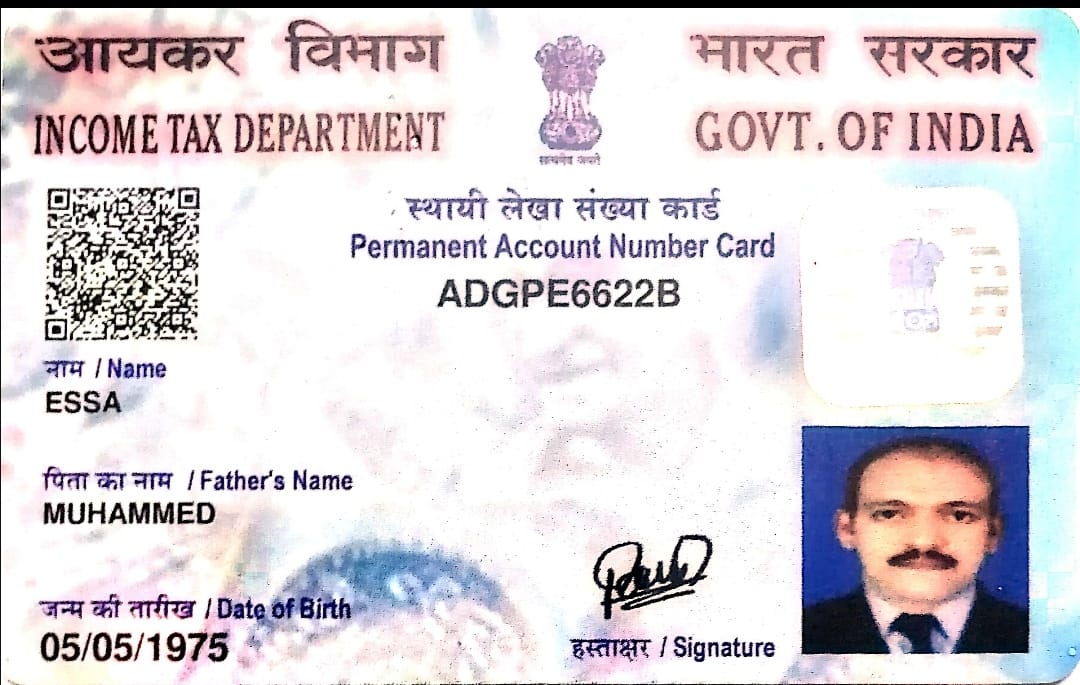 आयकर विभाग
INCOME TAX DEPARTMENT
सत्यमेव जयते
भारत सरकार
GOVT. OF INDIA
स्थायी लेखा संख्या कार्ड
Permanent Account Number Card
ADGPE6622B
नाम / Name
ESSA
पिता का नाम / Father's Name
MUHAMMED
जन्म की तारीख / Date of Birth
05/05/1975
हस्ताक्षर / Signature